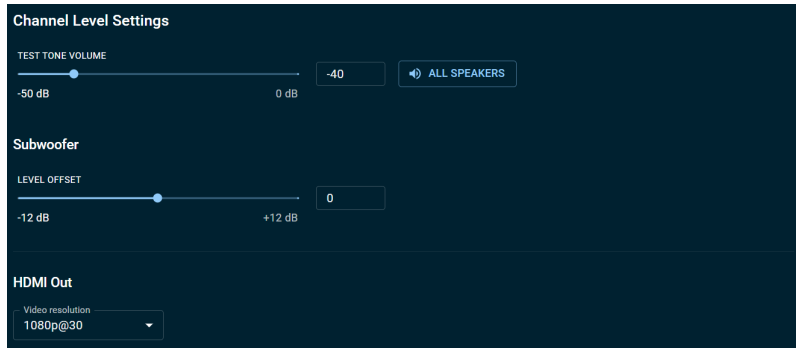 Channel Level Settings
TEST TONE VOLUME
-40
ALL SPEAKERS
-50 dB
0 dB
Subwoofer
LEVEL OFFSET
0
-12 dB
+12 dB
HDMI Out
Video resolution
1080p@30